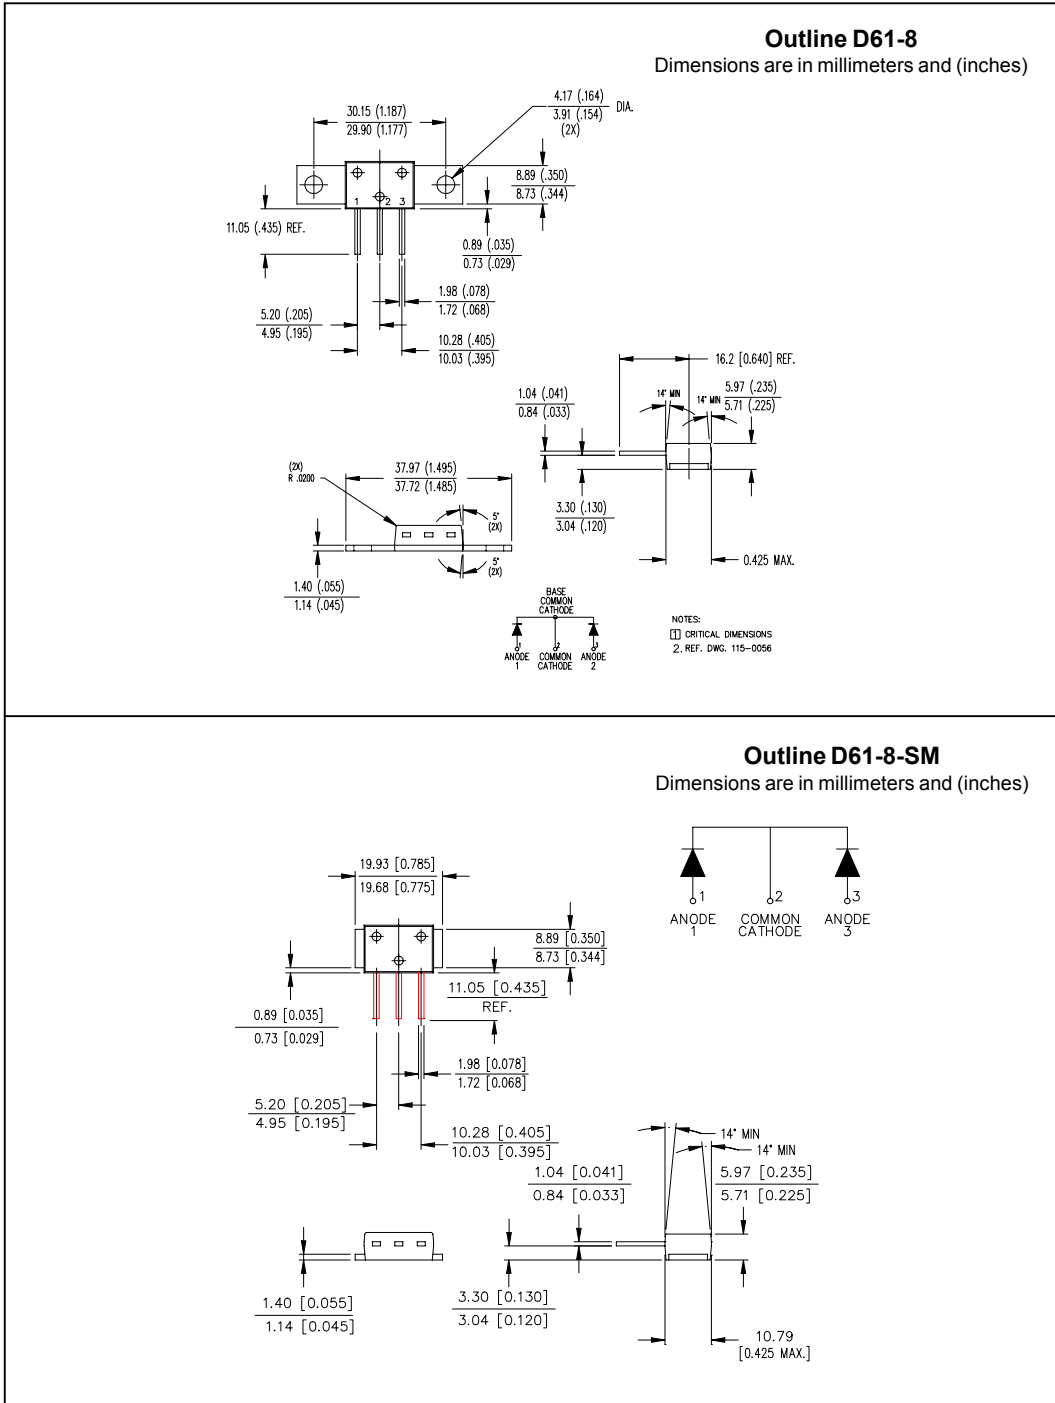 Outline D61-8
Dimensions are in millimeters and (inches)
30.15 (1.187)
29.90 (1.177)
4.17 (.164)
3.91 (.154)
DIA.
(2X)
8.89 (.350)
8.73 (.344)
1 2 3
11.05 (.435) REF.
0.89 (.035)
0.73 (.029)
1.98 (.078)
1.72 (.068)
5.20 (.205)
4.95 (.195)
10.28 (.405)
10.03 (.395)
16.2 [0.640] REF.
1.04 (.041)
0.84 (.033)
14° MIN
14° MIN
5.97 (.235)
5.71 (.225)
(2X)
R .0200
37.97 (1.495)
37.72 (1.485)
5°
(2X)
3.30 (.130)
3.04 (.120)
0.425 MAX.
5°
(2X)
1.40 (.055)
1.14 (.045)
BASE
COMMON
CATHODE
1 2 3
ANODE COMMON ANODE
1 CATHODE 2
NOTES:
1 CRITICAL DIMENSIONS
2. REF. DWG. 115-0056
Outline D61-8-SM
Dimensions are in millimeters and (inches)
19.93 [0.785]
19.68 [0.775]
1 2 3
ANODE COMMON ANODE
1 CATHODE 3
8.89 [0.350]
8.73 [0.344]
11.05 [0.435]
REF.
0.89 [0.035]
0.73 [0.029]
1.98 [0.078]
1.72 [0.068]
5.20 [0.205]
4.95 [0.195]
10.28 [0.405]
10.03 [0.395]
14° MIN
14° MIN
1.04 [0.041]
0.84 [0.033]
5.97 [0.235]
5.71 [0.225]
1.40 [0.055]
1.14 [0.045]
3.30 [0.130]
3.04 [0.120]
10.79
[0.425 MAX.]